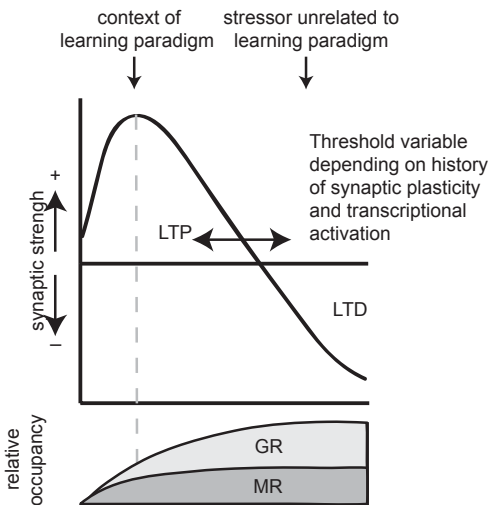 context of
learning paradigm
stressor unrelated to
learning paradigm
Threshold variable
depending on history
of synaptic plasticity
and transcriptional
activation
+
synaptic strengh
–
LTP
LTD
relative
occupancy
GR
MR